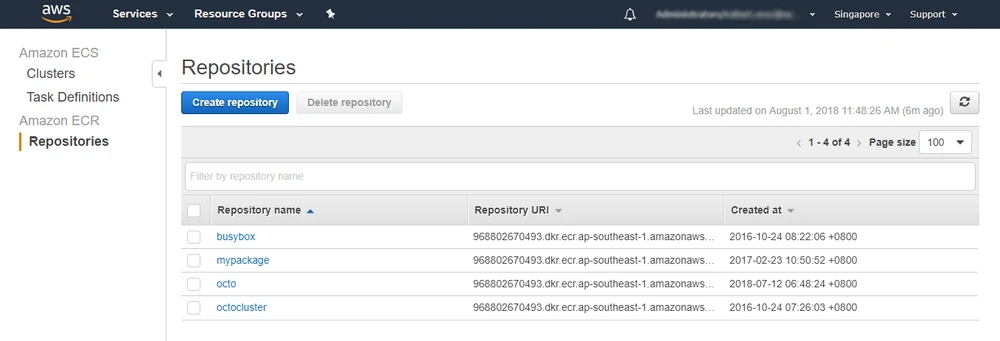 aws Services Resource Groups Singapore Support
Amazon ECS
Clusters
Task Definitions
Amazon ECR
Repositories
Repositories
Create repository Delete repository
Last updated on August 1, 2018 11:48:26 AM (6m ago)
1 - 4 of 4 Page size 100
Filter by repository name
Repository name Repository URI Created at
busybox 968802670493.dkr.ecr.ap-southeast-1.amazonaws... 2016-10-24 08:22:06 +0800
mypackage 968802670493.dkr.ecr.ap-southeast-1.amazonaws... 2017-02-23 10:50:52 +0800
octo 968802670493.dkr.ecr.ap-southeast-1.amazonaws... 2018-07-12 06:48:24 +0800
octocluster 968802670493.dkr.ecr.ap-southeast-1.amazonaws... 2016-10-24 07:26:03 +0800